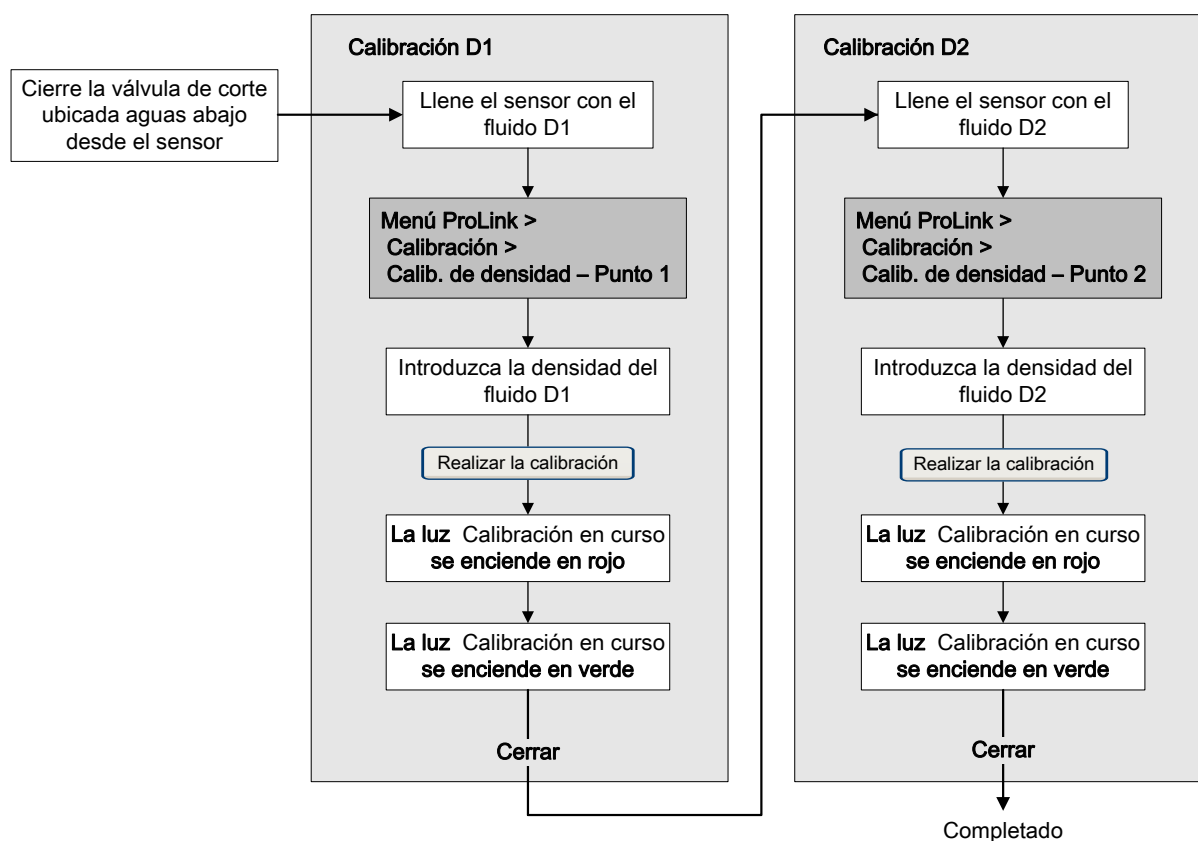 Cierre la válvula de corte
ubicada aguas abajo
desde el sensor
Calibración D1
Llene el sensor con el
fluido D1
Menú ProLink >
Calibración >
Calib. de densidad – Punto 1
Introduzca la densidad del
fluido D1
Realizar la calibración
La luz Calibración en curso
se enciende en rojo
La luz Calibración en curso
se enciende en verde
Cerrar
Calibración D2
Llene el sensor con el
fluido D2
Menú ProLink >
Calibración >
Calib. de densidad – Punto 2
Introduzca la densidad del
fluido D2
Realizar la calibración
La luz Calibración en curso
se enciende en rojo
La luz Calibración en curso
se enciende en verde
Cerrar
Completado